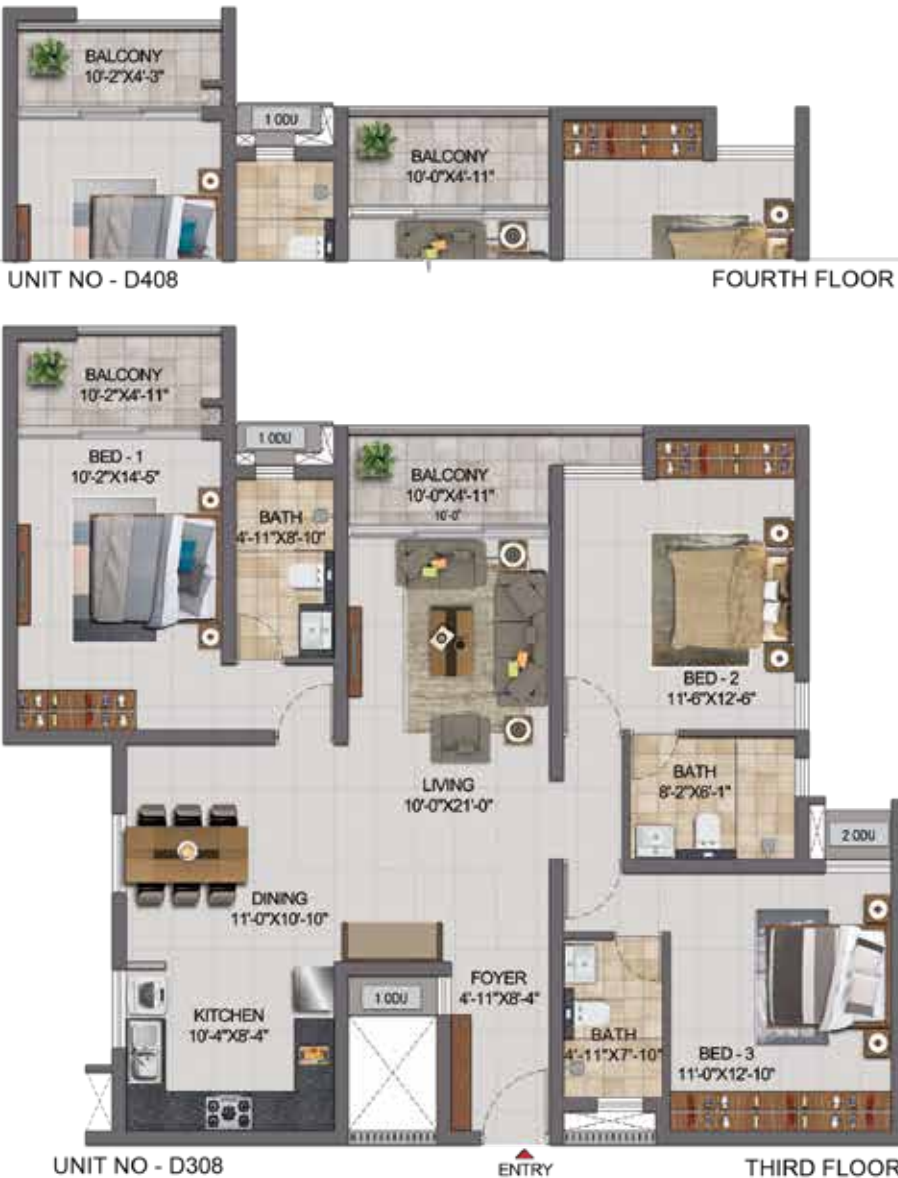 BALCONY
10'-2"X4'-3"
1 ODU
BALCONY
10'-0"X4'-11"
UNIT NO - D408
FOURTH FLOOR
BALCONY
10'-2"X4'-11"
BED - 1
10'-2"X14'-5"
1 ODU
BATH
4'-11"X8'-10"
BALCONY
10'-0"X4'-11"
10'-0"
BED - 2
11'-6"X12'-6"
LIVING
10'-0"X21'-0"
BATH
8'-2"X6'-1"
2 ODU
DINING
11'-0"X10'-10"
FOYER
4'-11"X8'-4"
1 ODU
KITCHEN
10'-4"X8'-4"
BATH
4'-11"X7'-10"
BED - 3
11'-0"X12'-10"
UNIT NO - D308
ENTRY
THIRD FLOOR